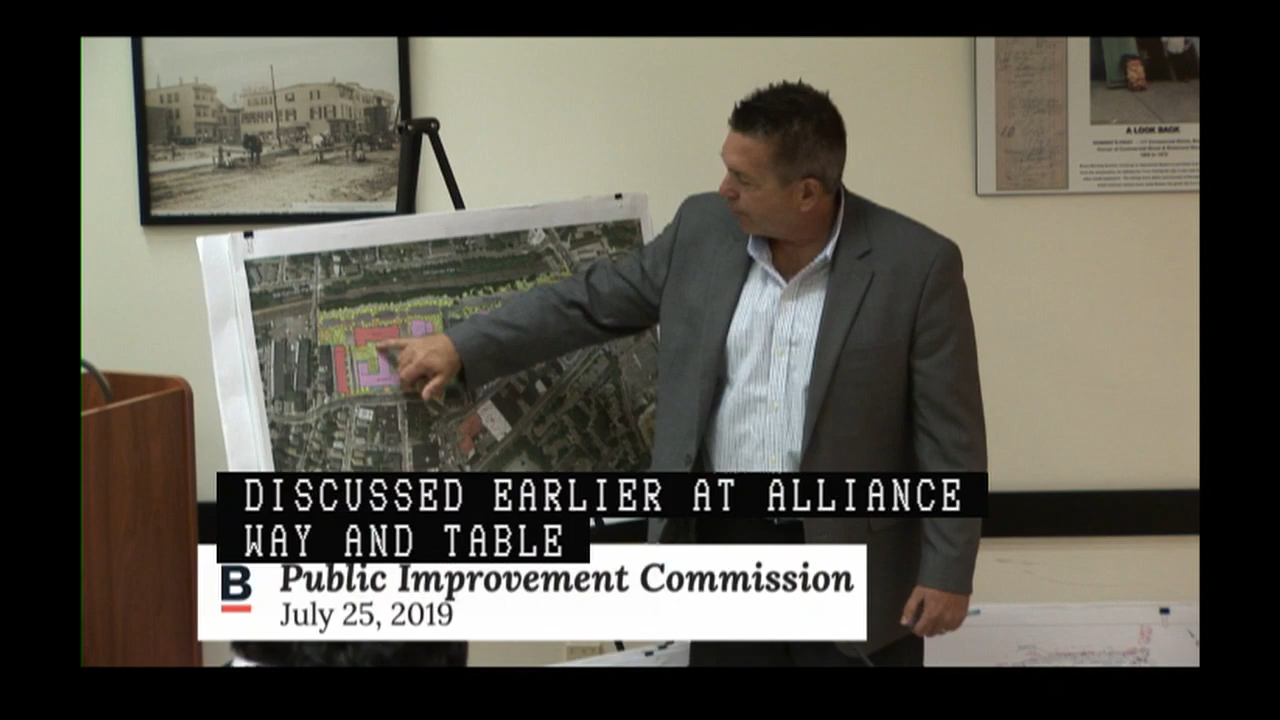 A LOOK BACK
DISCUSSED EARLIER AT ALLIANCE
WAY AND TABLE
B
Public Improvement Commission
July 25, 2019